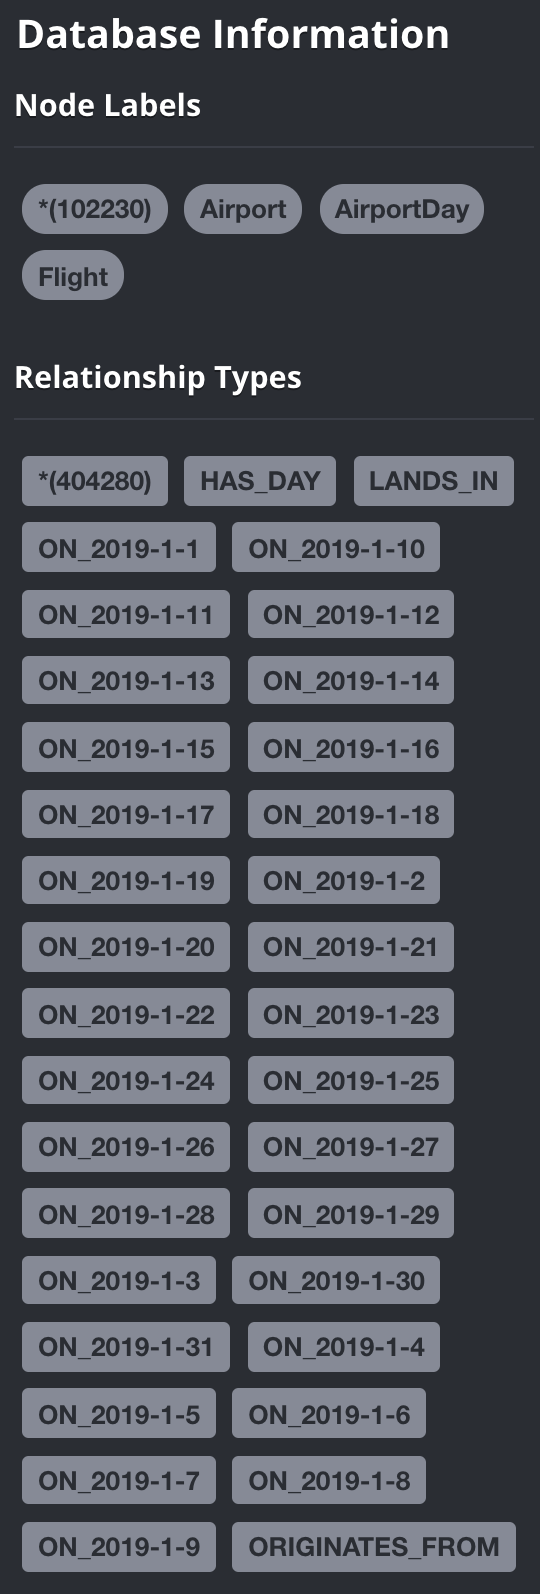 Database Information
Node Labels
*(102230) Airport AirportDay
Flight
Relationship Types
*(404280) HAS_DAY LANDS_IN
ON_2019-1-1 ON_2019-1-10
ON_2019-1-11 ON_2019-1-12
ON_2019-1-13 ON_2019-1-14
ON_2019-1-15 ON_2019-1-16
ON_2019-1-17 ON_2019-1-18
ON_2019-1-19 ON_2019-1-2
ON_2019-1-20 ON_2019-1-21
ON_2019-1-22 ON_2019-1-23
ON_2019-1-24 ON_2019-1-25
ON_2019-1-26 ON_2019-1-27
ON_2019-1-28 ON_2019-1-29
ON_2019-1-3 ON_2019-1-30
ON_2019-1-31 ON_2019-1-4
ON_2019-1-5 ON_2019-1-6
ON_2019-1-7 ON_2019-1-8
ON_2019-1-9 ORIGINATES_FROM